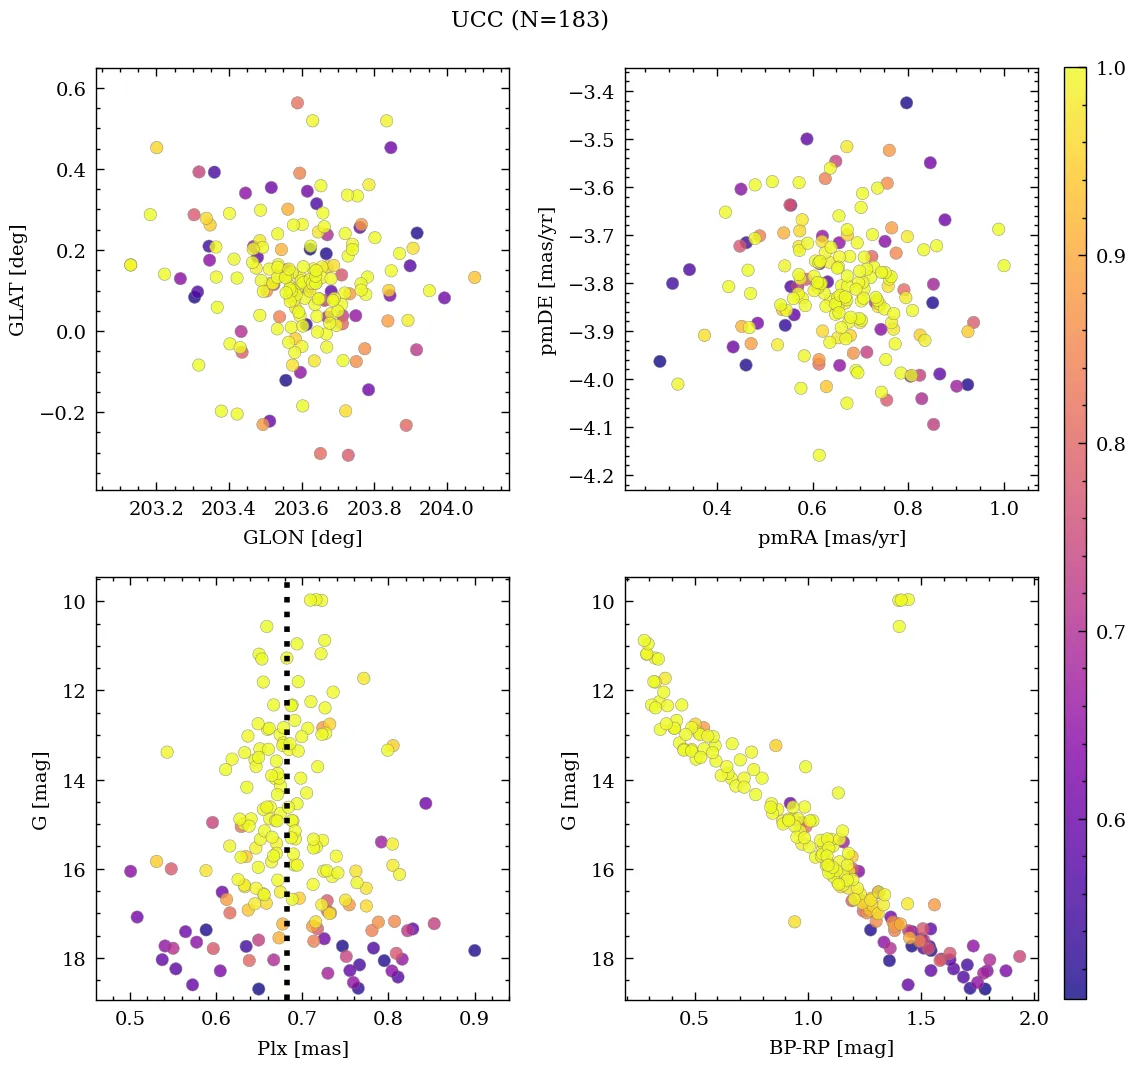 UCC (N=183)
0.6
0.4
0.2
0.0
−0.2
GLAT [deg]
203.2 203.4 203.6 203.8 204.0
GLON [deg]
−3.4
−3.5
−3.6
−3.7
−3.8
−3.9
−4.0
−4.1
−4.2
pmDE [mas/yr]
0.4 0.6 0.8 1.0
pmRA [mas/yr]
10
12
14
16
18
G [mag]
0.5 0.6 0.7 0.8 0.9
Plx [mas]
10
12
14
16
18
G [mag]
0.5 1.0 1.5 2.0
BP-RP [mag]
1.0
0.9
0.8
0.7
0.6